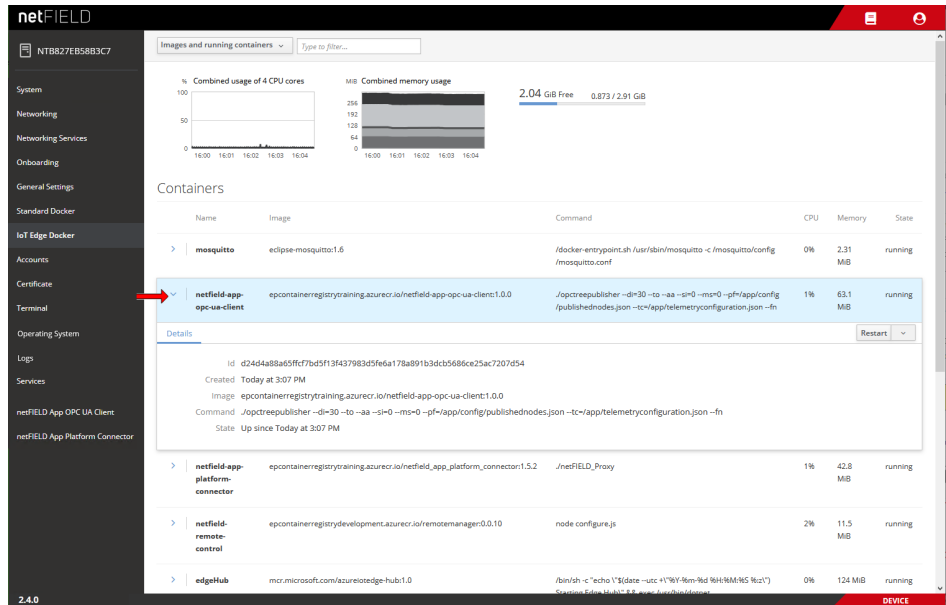 netFIELD
NTB827EB58B3C7
System
Networking
Networking Services
Onboarding
General Settings
Standard Docker
IoT Edge Docker
Accounts
Certificate
Terminal
Operating System
Logs
Services
netFIELD App OPC UA Client
netFIELD App Platform Connector
2.4.0
Images and running containers
Type to filter...
% Combined usage of 4 CPU cores
100
50
0
16:00 16:01 16:02 16:03 16:04
MiB Combined memory usage
256
192
128
64
0
16:00 16:01 16:02 16:03 16:04
2.04 GiB Free 0.873 / 2.91 GiB
Containers
Name Image Command CPU Memory State
mosquitto eclipse-mosquitto:1.6 /docker-entrypoint.sh /usr/sbin/mosquitto -c /mosquitto/config 0% 2.31 running
/mosquitto.conf MiB
netfield-app- epcontainerregistrytraining.azurecr.io/netfield-app-opc-ua-client:1.0.0 ./opctreepublisher --di=30 --to --aa --si=0 --ms=0 --pf=/app/config 1% 63.1 running
opc-ua-client /publishednodes.json --tc=/app/telemetryconfiguration.json --fn MiB
Details Restart
Id d24d4a88a65ffcf7bd5f13f437983d5fe6a178a891b3dcb5686ce25ac7207d54
Created Today at 3:07 PM
Image epcontainerregistrytraining.azurecr.io/netfield-app-opc-ua-client:1.0.0
Command ./opctreepublisher --di=30 --to --aa --si=0 --ms=0 --pf=/app/config/publishednodes.json --tc=/app/telemetryconfiguration.json --fn
State Up since Today at 3:07 PM
netfield-app- epcontainerregistrytraining.azurecr.io/netfield_app_platform_connector:1.5.2 ./netFIELD_Proxy 1% 42.8 running
platform- MiB
connector
netfield- epcontainerregistrydevelopment.azurecr.io/remotemanager:0.0.10 node configure.js 2% 11.5 running
remote- MiB
control
edgeHub mcr.microsoft.com/azureiotedge-hub:1.0 /bin/sh -c "echo \"$(date --utc +\"%Y-%m-%d %H:%M:%S %:z\") 0% 124 MiB running
Starting Edge Hub\" && exec /usr/bin/dotnet
DEVICE